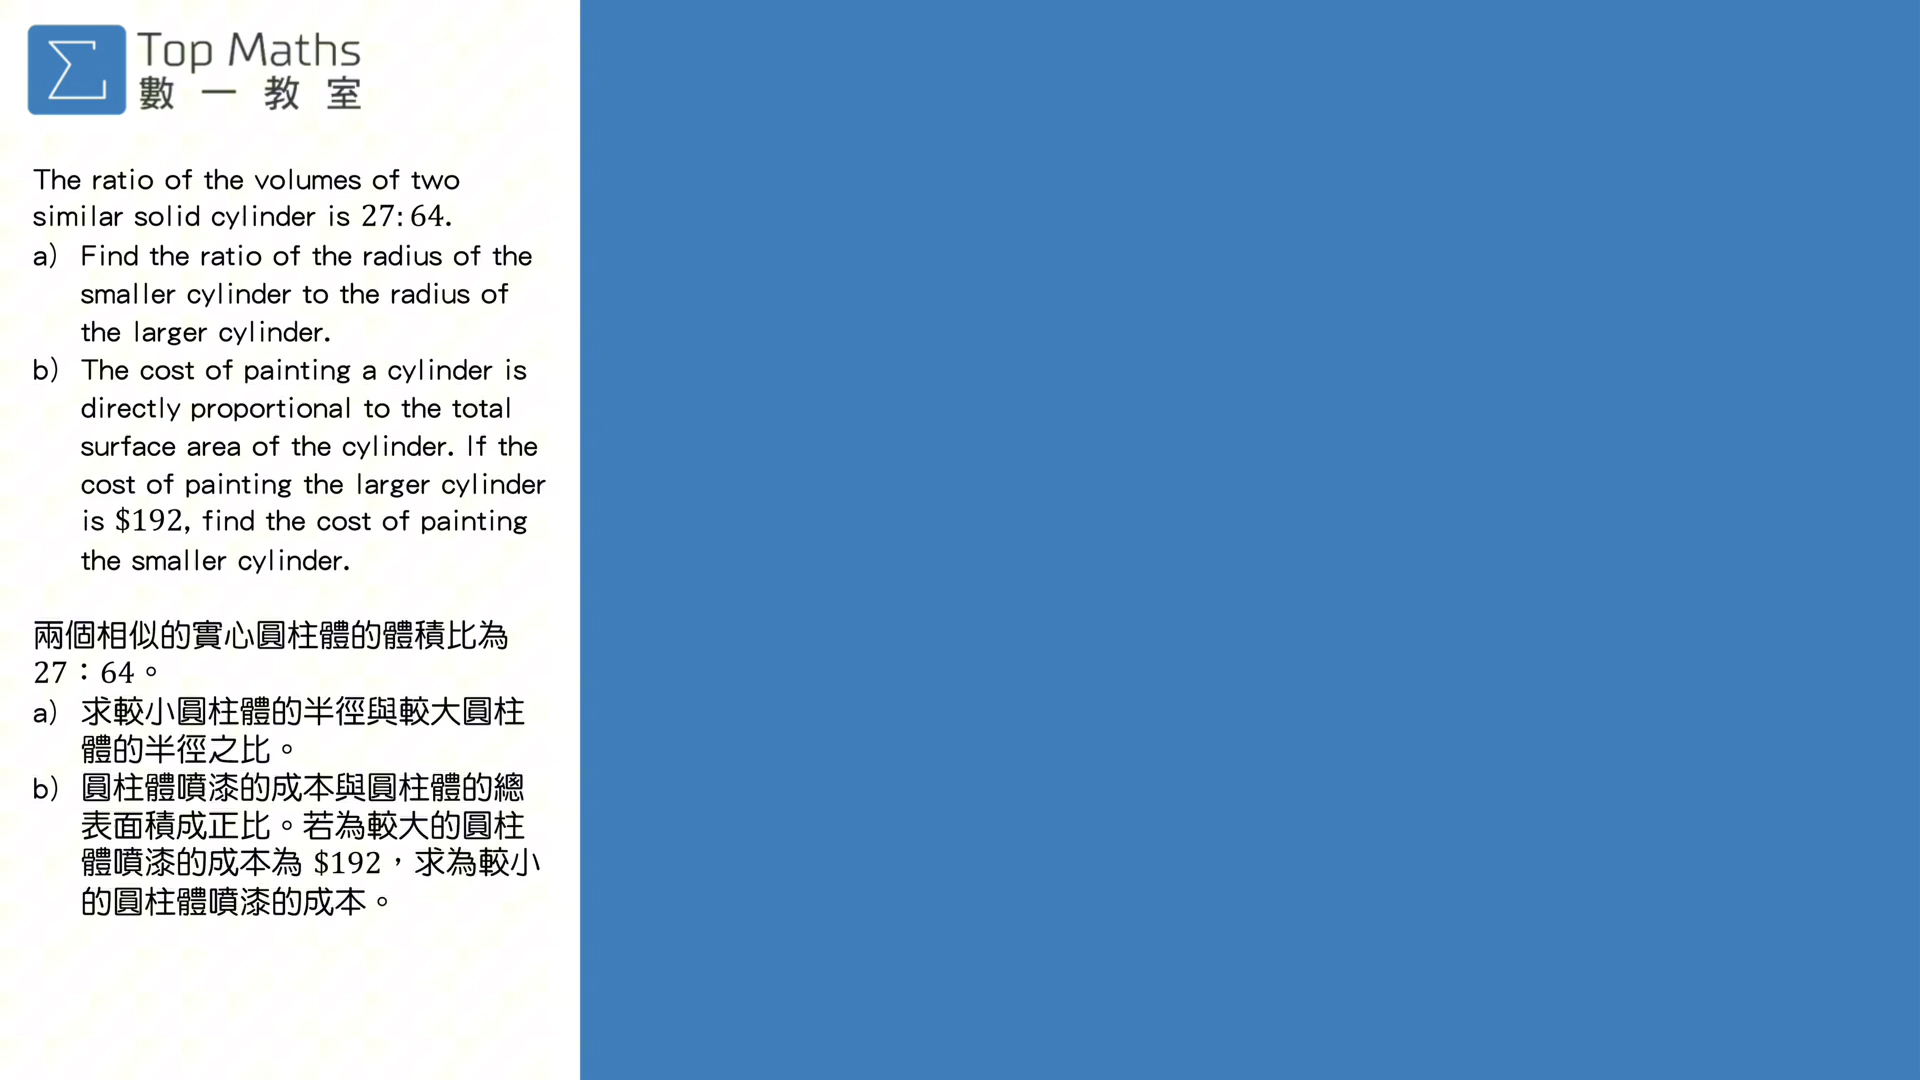 Top Maths
數一教室
The ratio of the volumes of two
similar solid cylinder is 27:64.
a) Find the ratio of the radius of the
smaller cylinder to the radius of
the larger cylinder.
b) The cost of painting a cylinder is
directly proportional to the total
surface area of the cylinder. If the
cost of painting the larger cylinder
is $192, find the cost of painting
the smaller cylinder.
兩個相似的實心圓柱體的體積比為
27：64。
a) 求較小圓柱體的半徑與較大圓柱
體的半徑之比。
b) 圓柱體噴漆的成本與圓柱體的總
表面積成正比。若為較大的圓柱
體噴漆的成本為 $192，求為較小
的圓柱體噴漆的成本。